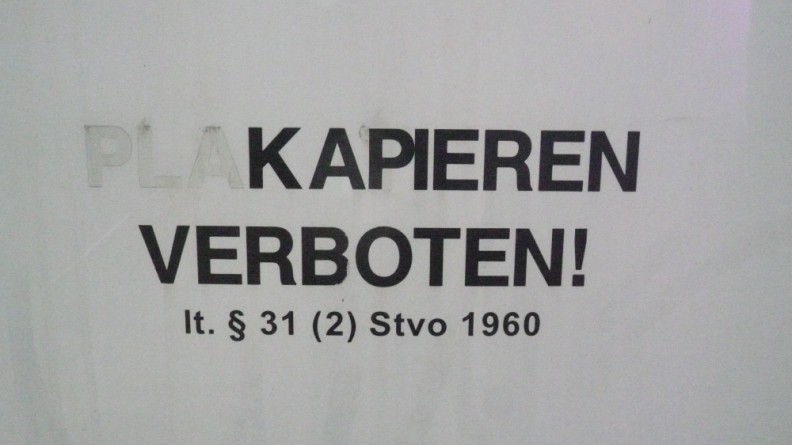 PLAKAPIEREN
VERBOTEN!
lt. § 31 (2) Stvo 1960